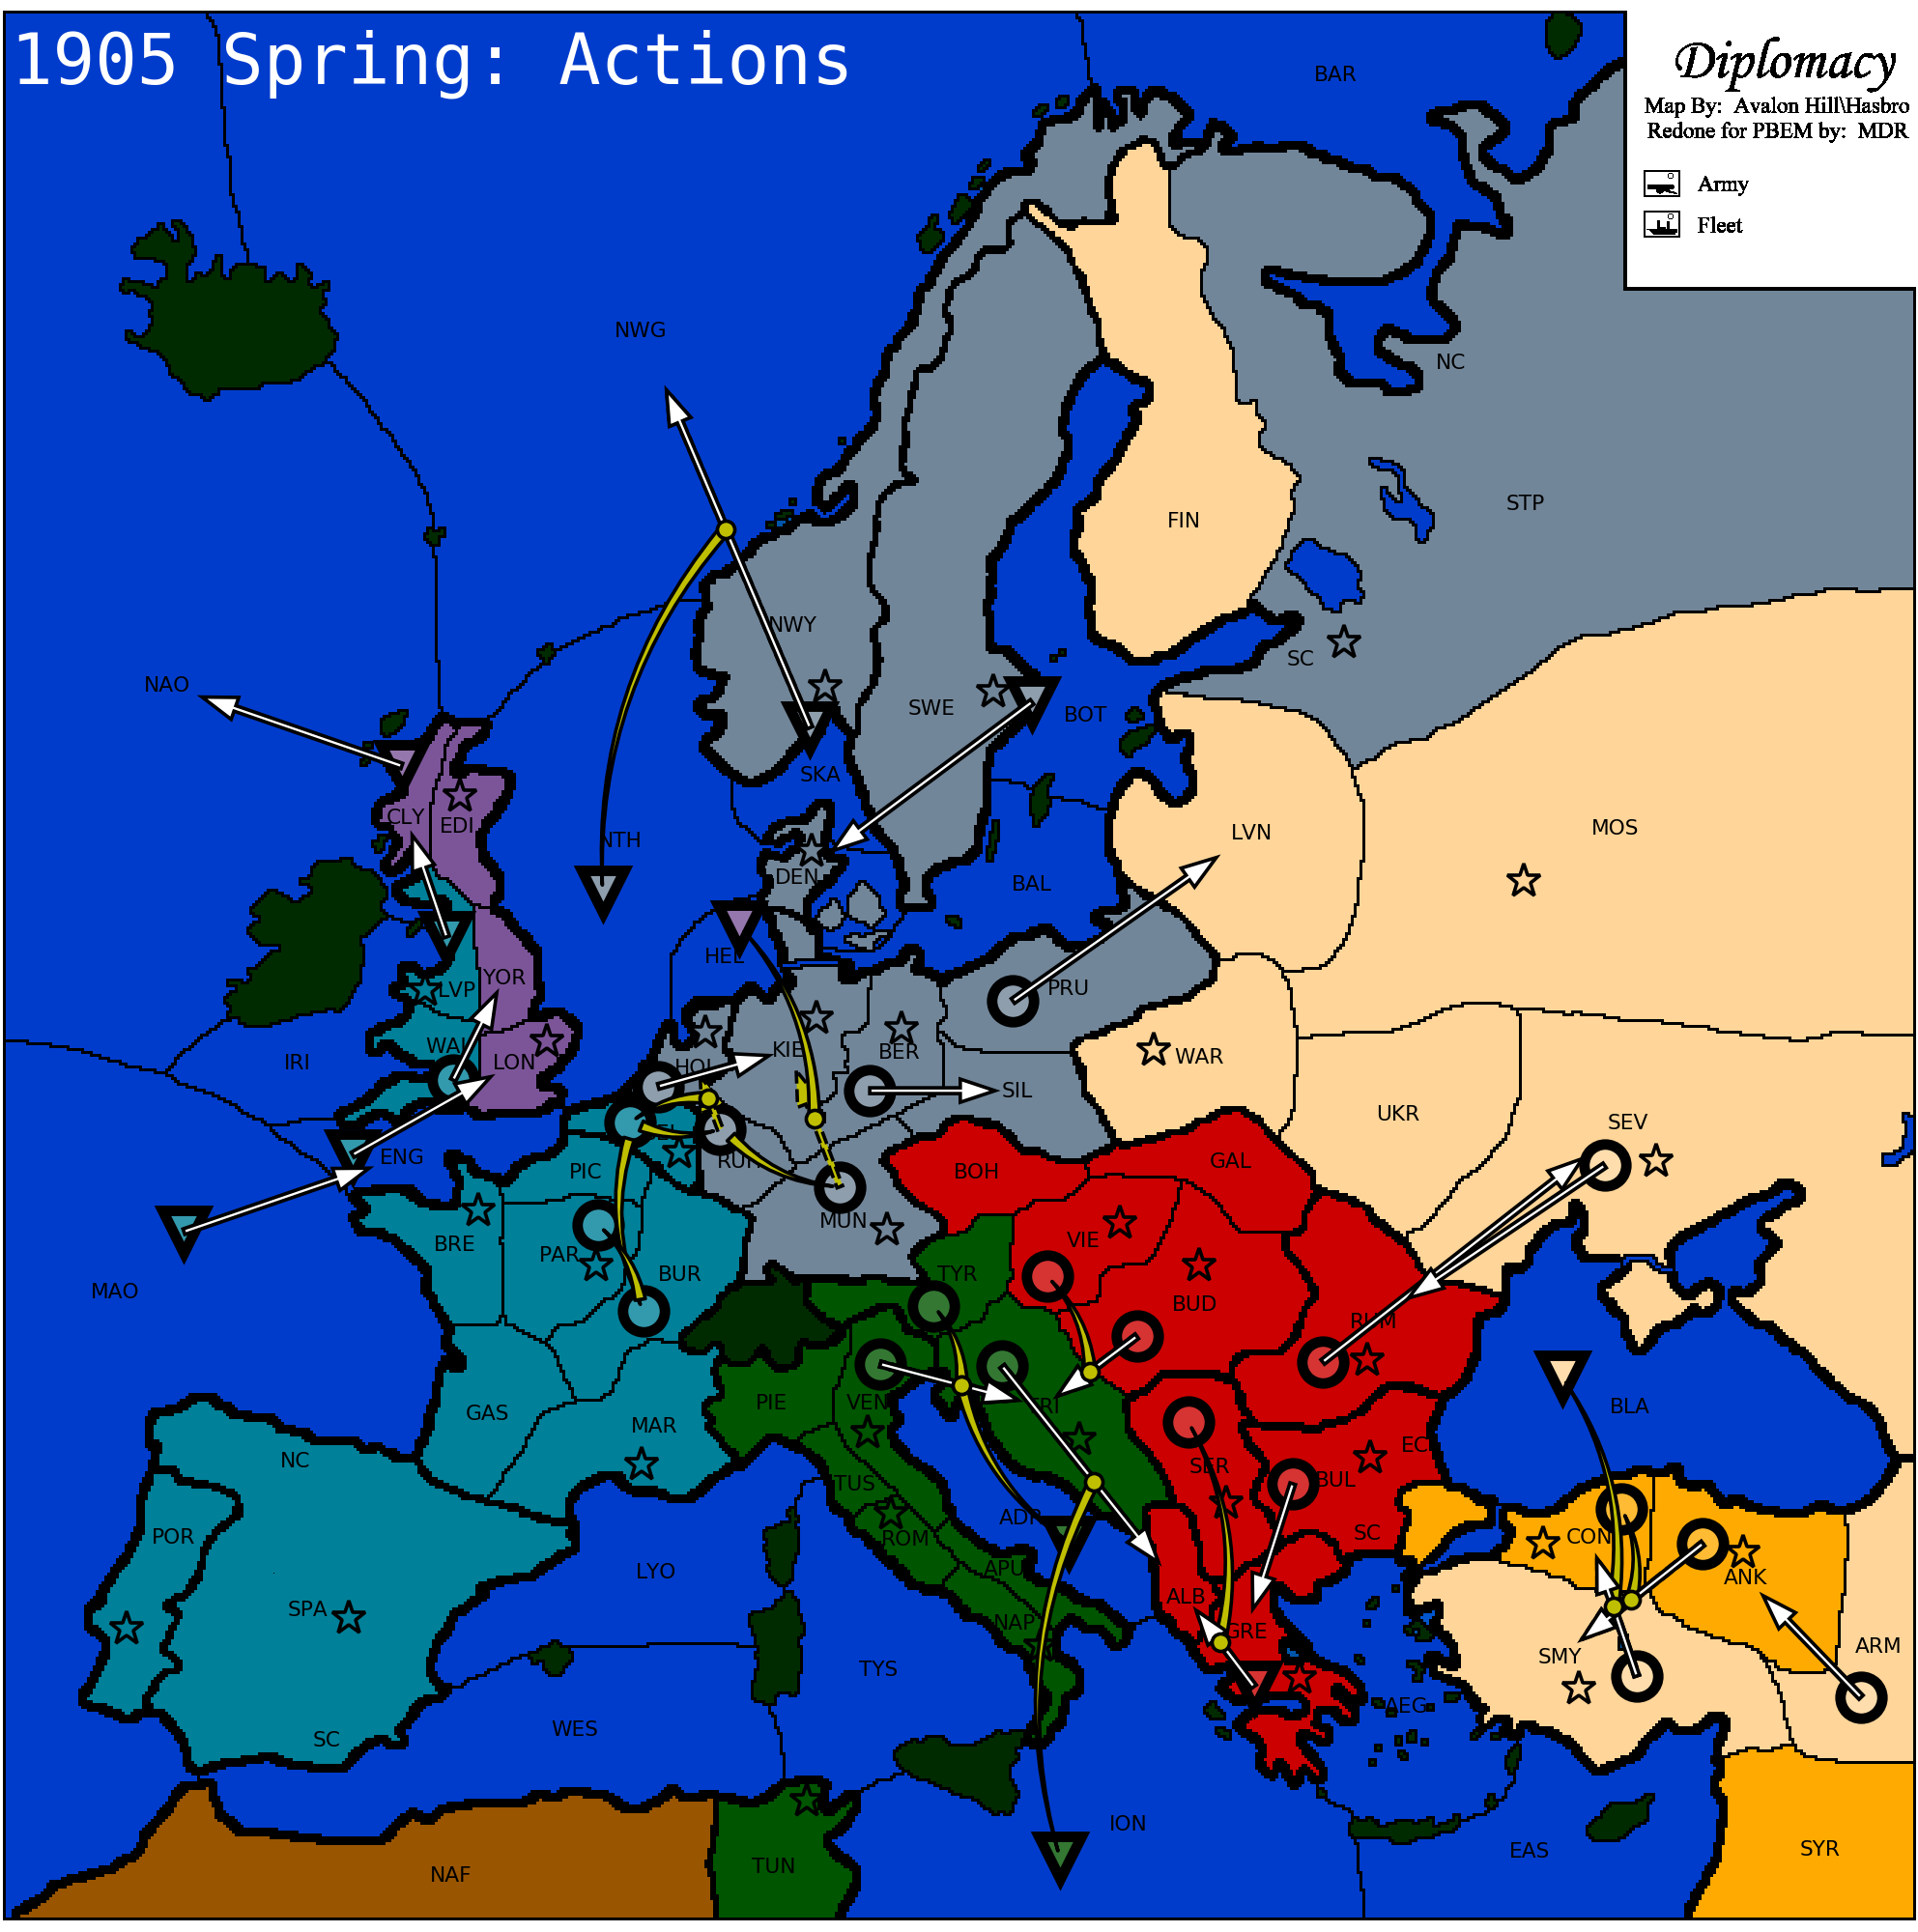 1905 Spring: Actions
Diplomacy
Map By: Avalon Hill\Hasbro
Redone for PBEM by: MDR
Army
Fleet
BAR
NWG
NC
STP
FIN
NWY
SC
NAO
SWE
BOT
SKA
CLY
EDI
NTH
LVN
MOS
DEN
BAL
HEL
YOR
LVP
PRU
WAL
IRI
LON
HOL
KIE
BER
SIL
WAR
UKR
SEV
ENG
PIC
RUH
BOH
GAL
MUN
BRE
PAR
BUR
VIE
TYR
MAO
BUD
RUM
PIE
VEN
TRI
BLA
GAS
MAR
NC
TUS
SER
BUL
EC
POR
ROM
ADR
SC
CON
LYO
APU
ANK
SPA
NAP
ALB
GRE
SMY
ARM
TYS
AEG
WES
SC
ION
EAS
SYR
NAF
TUN